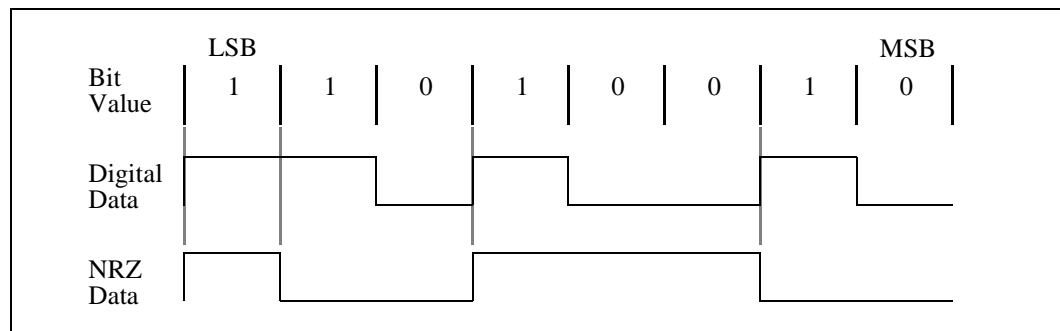 LSB MSB
Bit
Value 1 1 0 1 0 0 1 0
Digital
Data
NRZ
Data